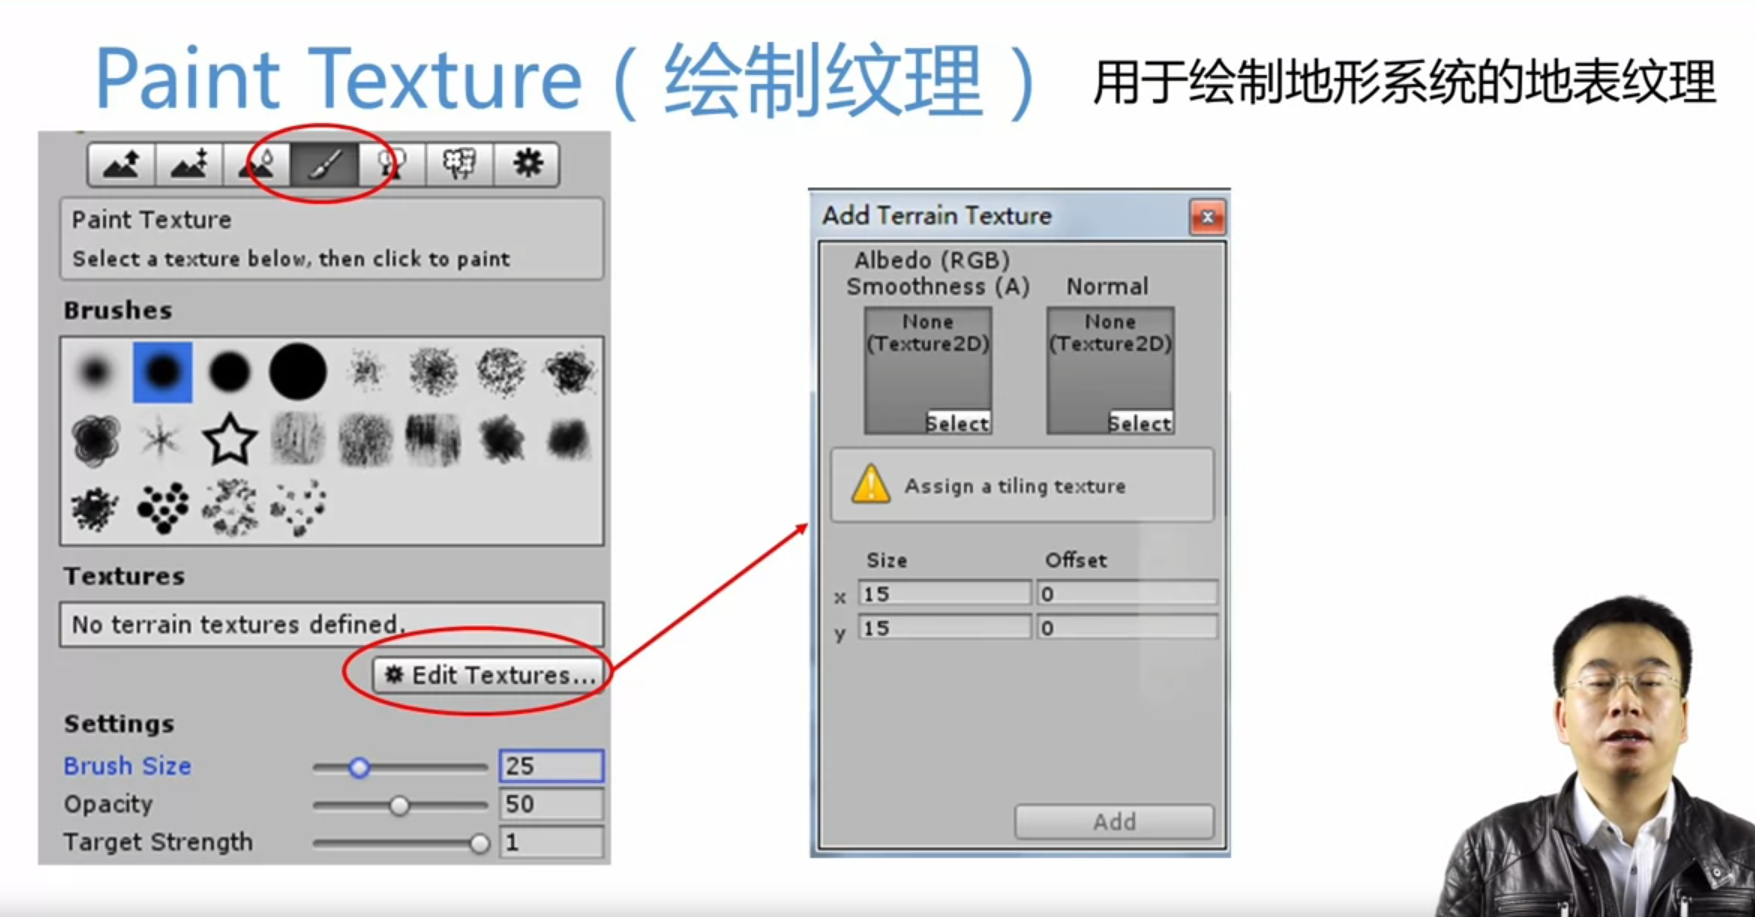 Paint Texture（绘制纹理） 用于绘制地形系统的地表纹理
Paint Texture
Select a texture below, then click to paint
Brushes
Textures
No terrain textures defined.
Edit Textures...
Settings
Brush Size 25
Opacity 50
Target Strength 1
Add Terrain Texture
Albedo (RGB)
Smoothness (A) Normal
None None
(Texture2D) (Texture2D)
Select Select
Assign a tiling texture
Size Offset
x 15 0
y 15 0
Add